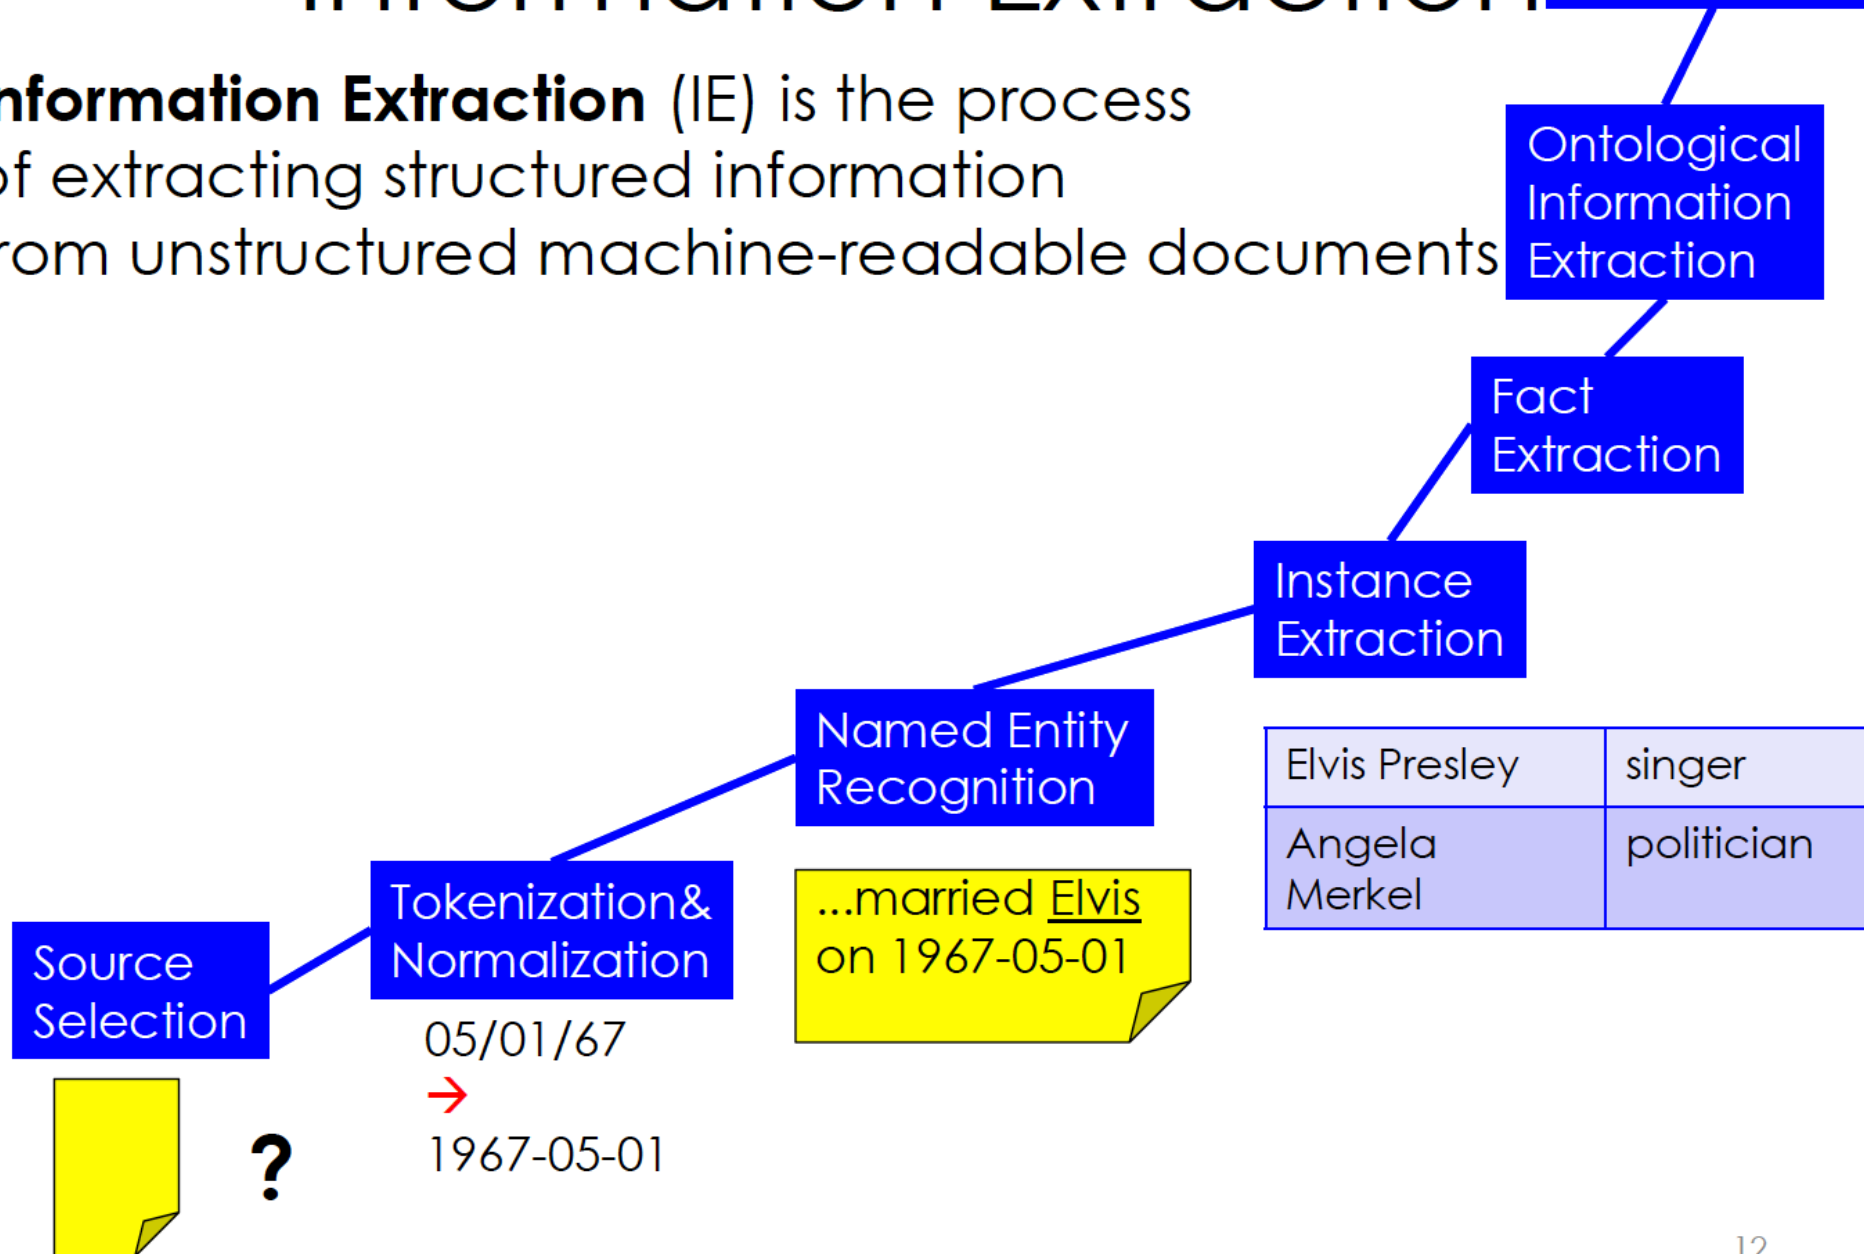 Information Extraction
nformation Extraction (IE) is the process
of extracting structured information
rom unstructured machine-readable documents
Ontological
Information
Extraction
Fact
Extraction
Instance
Extraction
Named Entity
Recognition
Elvis Presley singer
Angela politician
Merkel
Tokenization&
Normalization
...married Elvis
on 1967-05-01
Source
Selection
05/01/67
→
1967-05-01
?
12